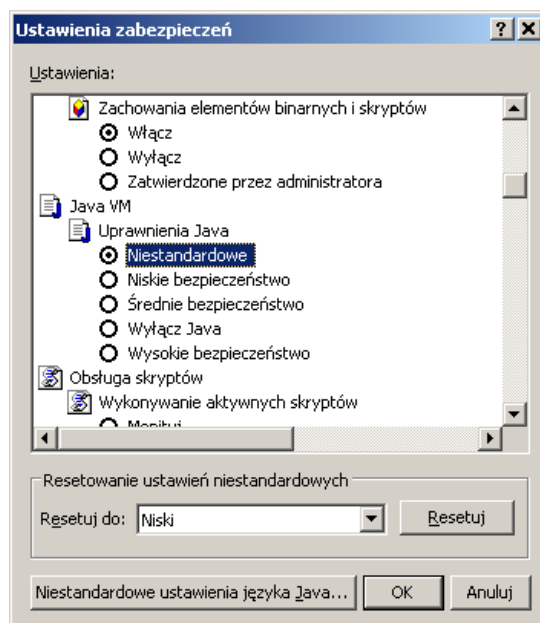 Ustawienia zabezpieczeń
Ustawienia:
Zachowania elementów binarnych i skryptów
Włącz
Wyłącz
Zatwierdzone przez administratora
Java VM
Uprawnienia Java
Niestandardowe
Niskie bezpieczeństwo
Średnie bezpieczeństwo
Wyłącz Java
Wysokie bezpieczeństwo
Obsługa skryptów
Wykonywanie aktywnych skryptów
Monituj
Resetowanie ustawień niestandardowych
Resetuj do: Niski Resetuj
Niestandardowe ustawienia języka Java... OK Anuluj